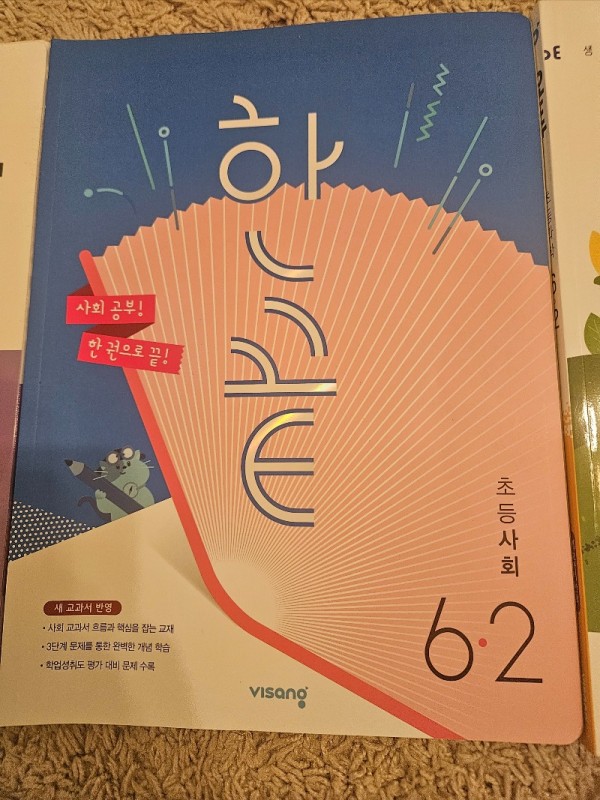 한끝
사회 공부!
한 권으로 끝!
초등사회
6·2
새 교과서 반영
• 사회 교과서 흐름과 핵심을 잡는 교재
• 3단계 문제를 통한 완벽한 개념 학습
• 학업성취도 평가 대비 문제 수록
visang
생